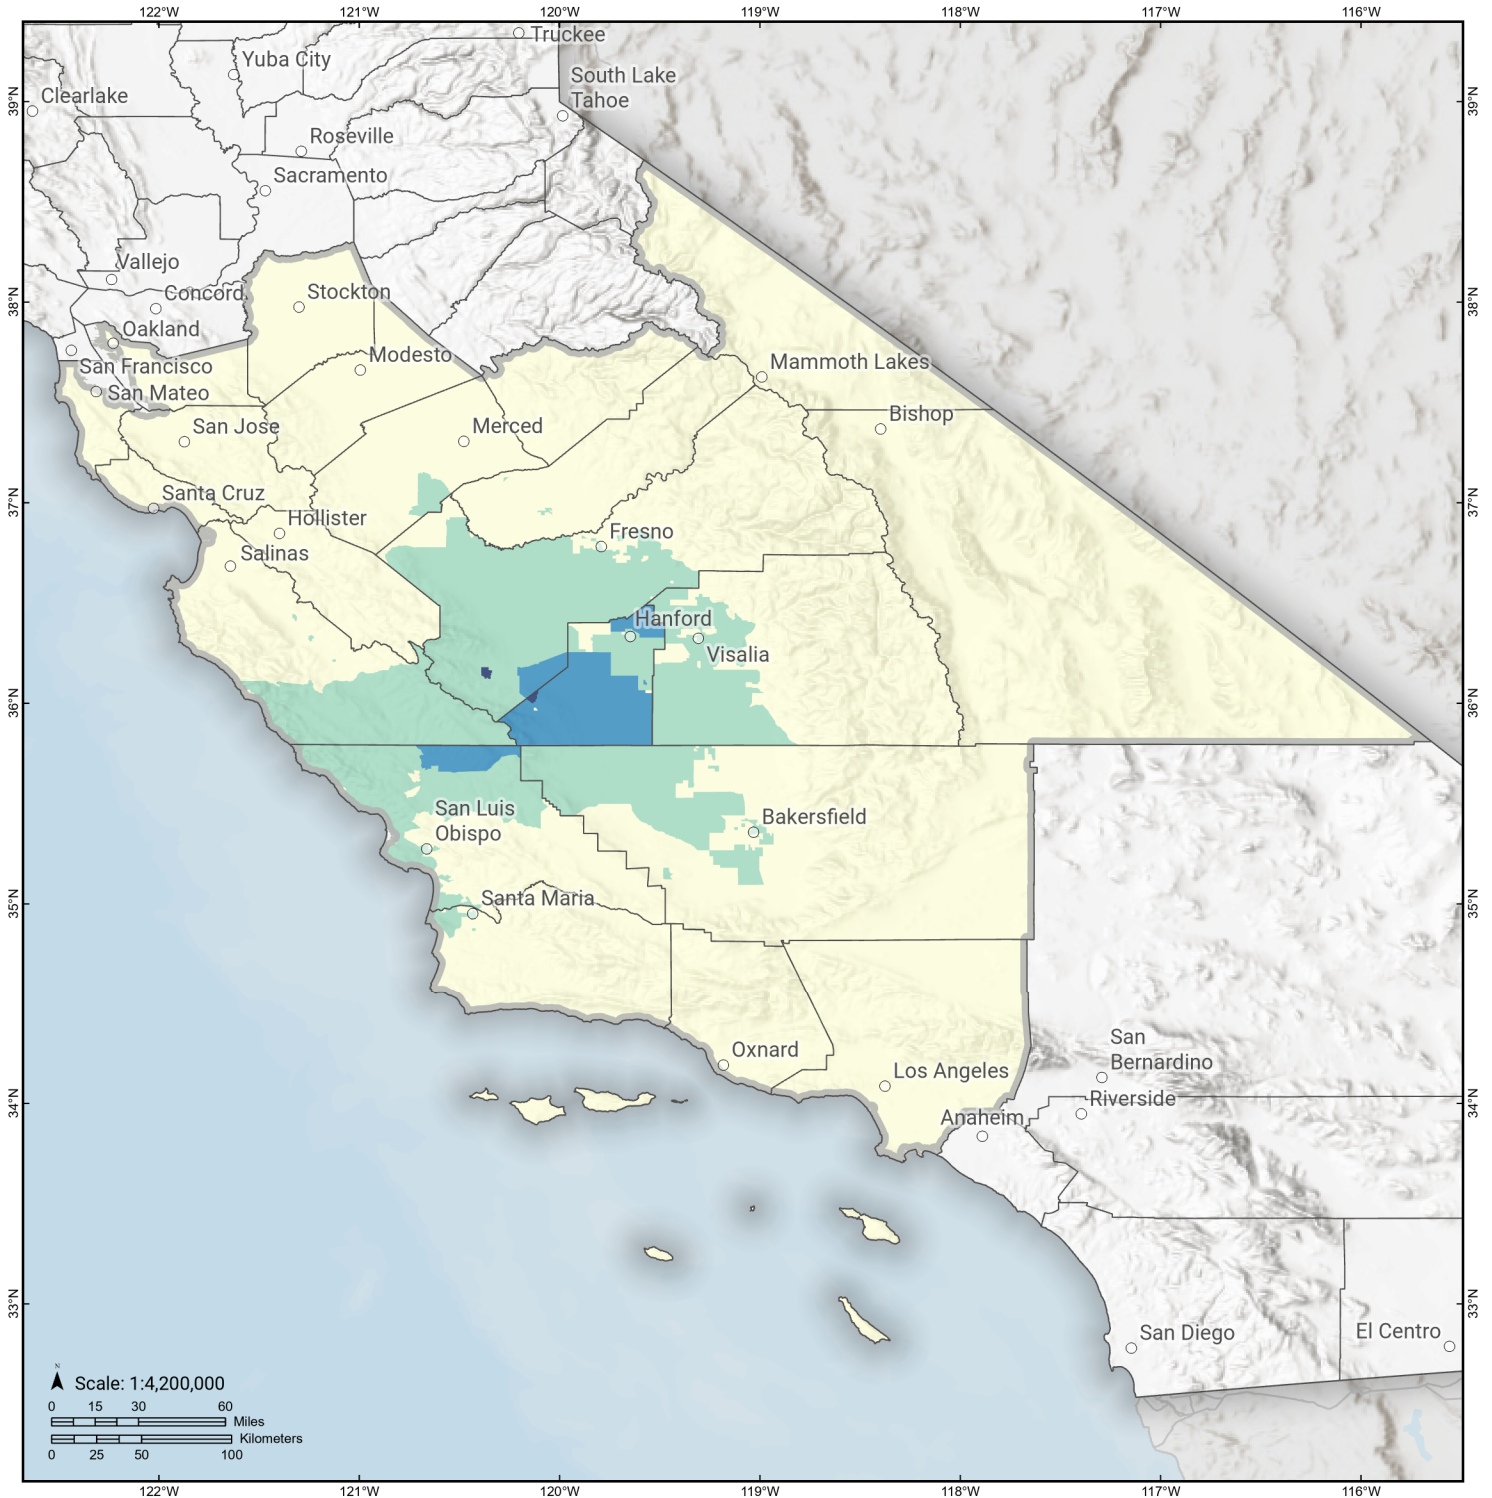 122°W 121°W 120°W 119°W 118°W 117°W 116°W
Truckee
Yuba City
South Lake
Tahoe
Clearlake
39°N 39°N
Roseville
Sacramento
Vallejo
Concord
Stockton
38°N 38°N
Oakland
Modesto
San Francisco
Mammoth Lakes
San Mateo
Bishop
San Jose
Merced
Santa Cruz
37°N 37°N
Hollister
Fresno
Salinas
Hanford
Visalia
36°N 36°N
San Luis
Obispo
Bakersfield
Santa Maria
35°N 35°N
San
Bernardino
Oxnard
Los Angeles
Riverside
34°N 34°N
Anaheim
33°N 33°N
San Diego
El Centro
N
Scale: 1:4,200,000
0 15 30 60
Miles
Kilometers
0 25 50 100
122°W 121°W 120°W 119°W 118°W 117°W 116°W